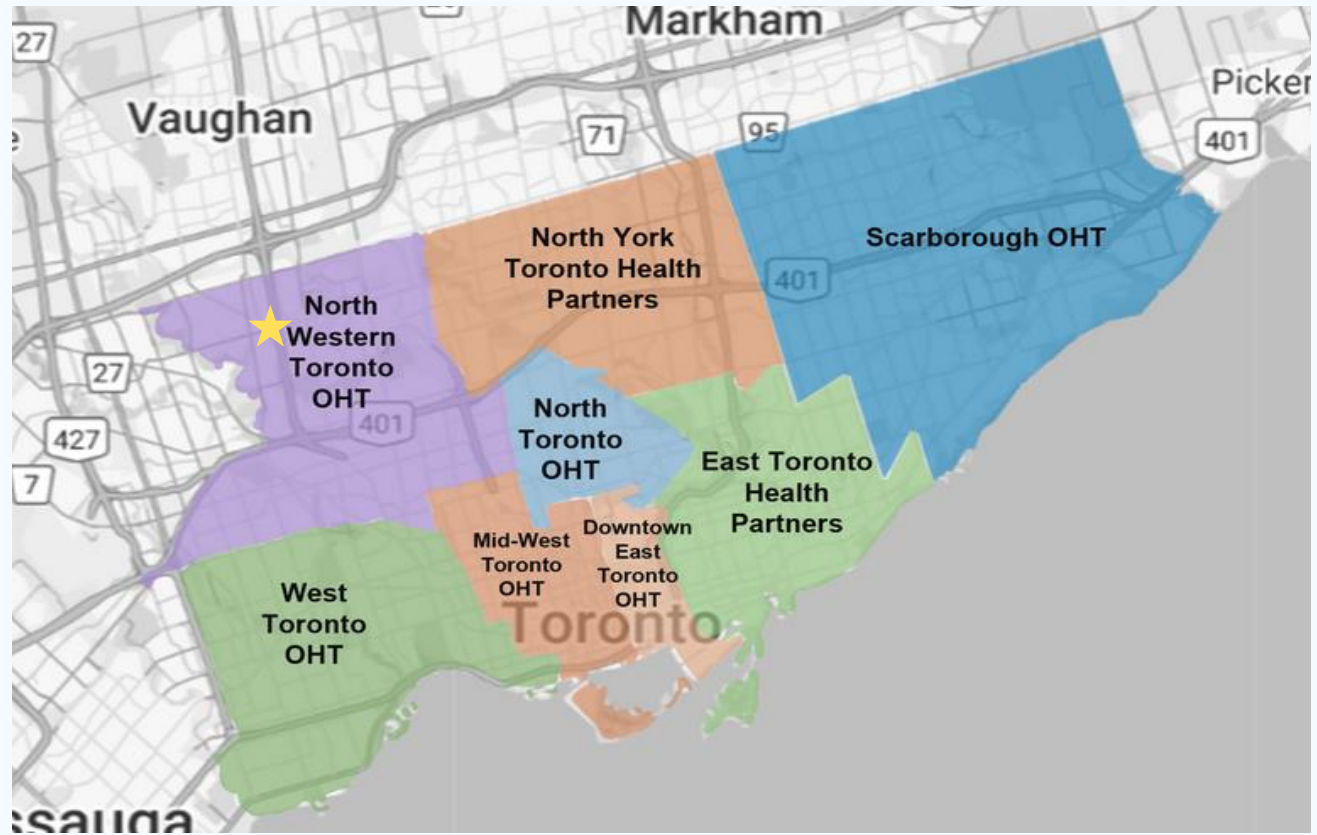 Markham
27
Picker
Vaughan
e
71
95
401
North York
Toronto Health
Partners
Scarborough OHT
401
North
Western
Toronto
OHT
27
401
427
North
Toronto
OHT
7
East Toronto
Health
Partners
Mid-West
Toronto
OHT
Downtown
East
Toronto
OHT
West
Toronto
OHT
Toronto
ssauga